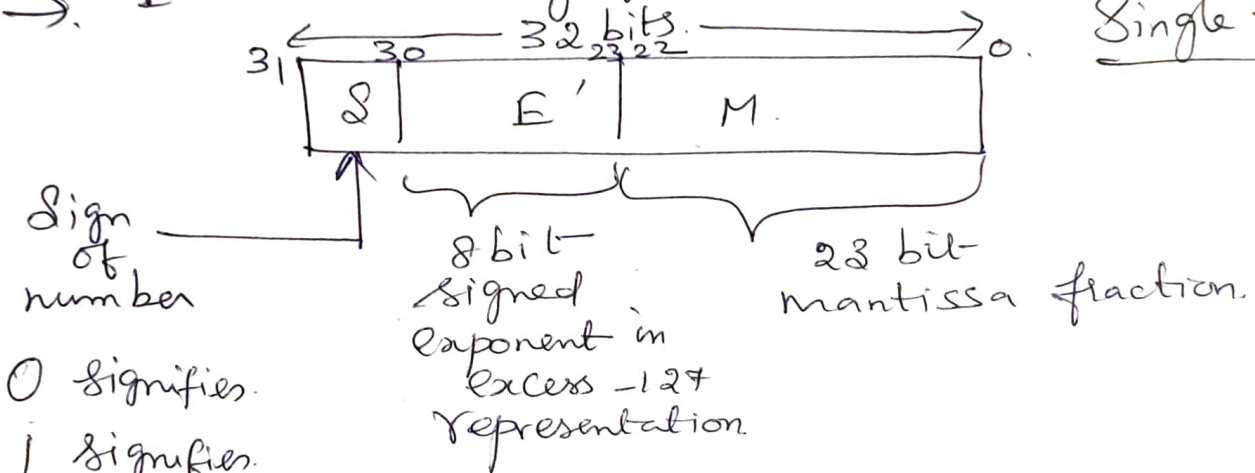 32 bits.
Single
31 30 23 22 0.
S E' M.
Sign
of
number
8 bit
signed
exponent in
excess -127
representation
23 bit
mantissa fraction.
0 signifies.
1 signifies.